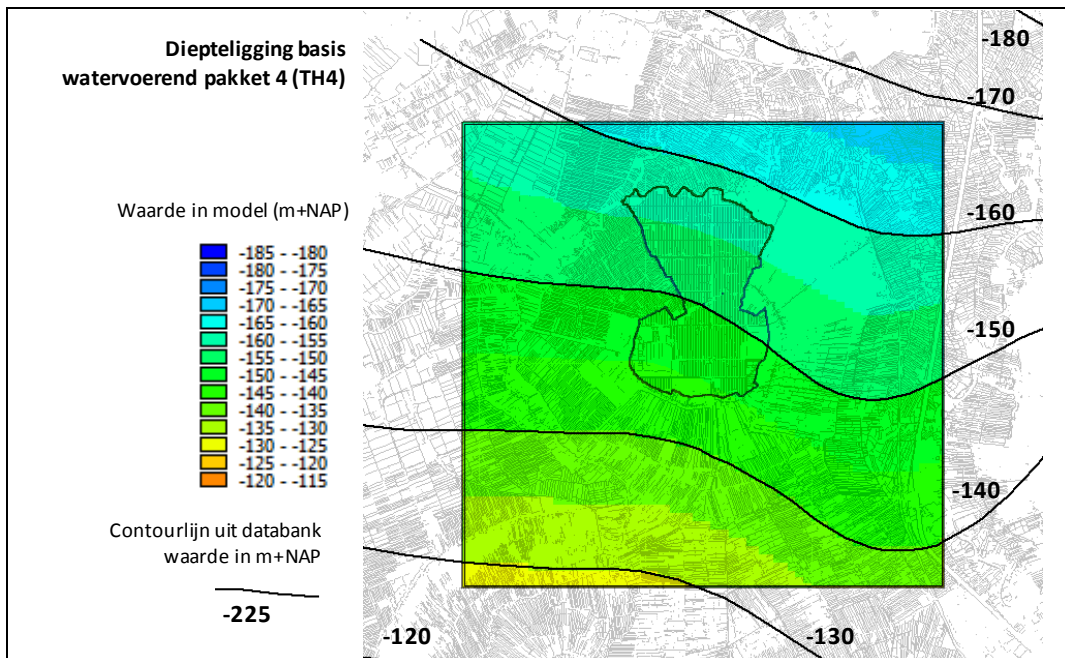 Diepteligging basis
watervoerend pakket 4 (TH4)
Waarde in model (m+NAP)
-185 - -180
-180 - -175
-175 - -170
-170 - -165
-165 - -160
-160 - -155
-155 - -150
-150 - -145
-145 - -140
-140 - -135
-135 - -130
-130 - -125
-125 - -120
-120 - -115
Contourlijn uit databank
waarde in m+NAP
-225
-180
-170
-160
-150
-140
-120
-130